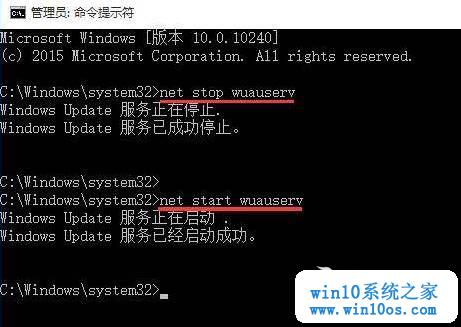 管理员: 命令提示符
Microsoft Windows [版本 10.0.10240]
(c) 2015 Microsoft Corporation. All rights reserved.
C:\Windows\system32>net stop wuauserv
Windows Update 服务正在停止.
Windows Update 服务已成功停止。
C:\Windows\system32>
C:\Windows\system32>net start wuauserv
Windows Update 服务正在启动 .
Windows Update 服务已经启动成功。
C:\Windows\system32>_
win10系统之家
www.win10os.com